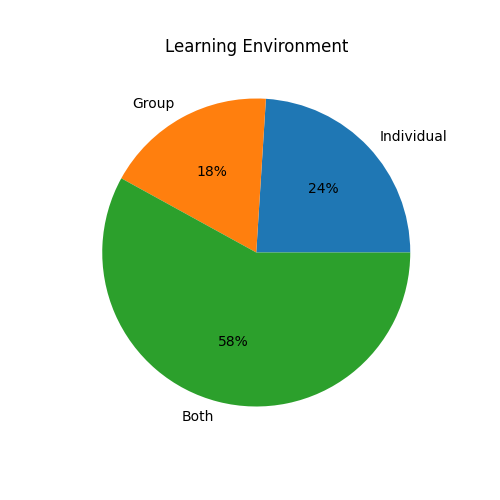 Learning Environment
Group
Individual
18%
24%
58%
Both